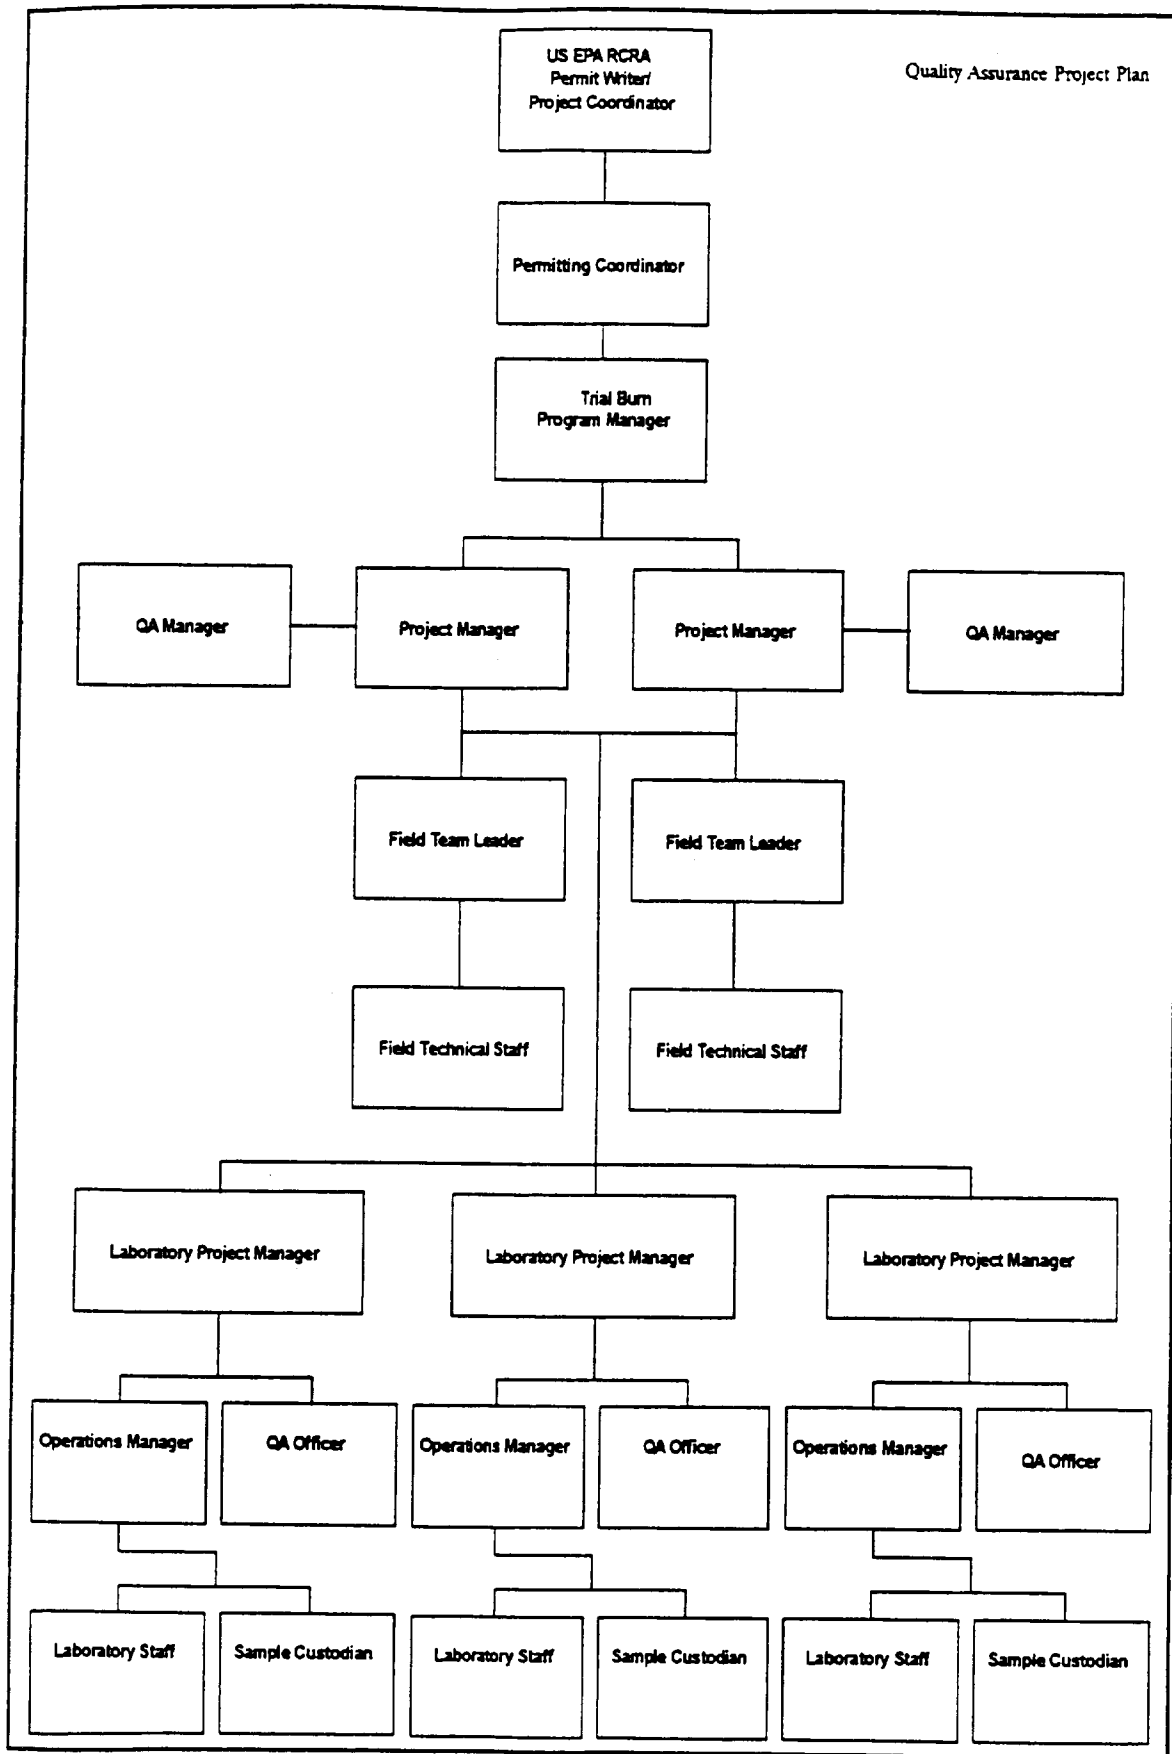 US EPA RCRA
Permit Writer/
Project Coordinator
Quality Assurance Project Plan
Permitting Coordinator
Trial Burn
Program Manager
QA Manager
Project Manager
Project Manager
QA Manager
Field Team Leader
Field Team Leader
Field Technical Staff
Field Technical Staff
Laboratory Project Manager
Laboratory Project Manager
Laboratory Project Manager
Operations Manager
QA Officer
Operations Manager
QA Officer
Operations Manager
QA Officer
Laboratory Staff
Sample Custodian
Laboratory Staff
Sample Custodian
Laboratory Staff
Sample Custodian